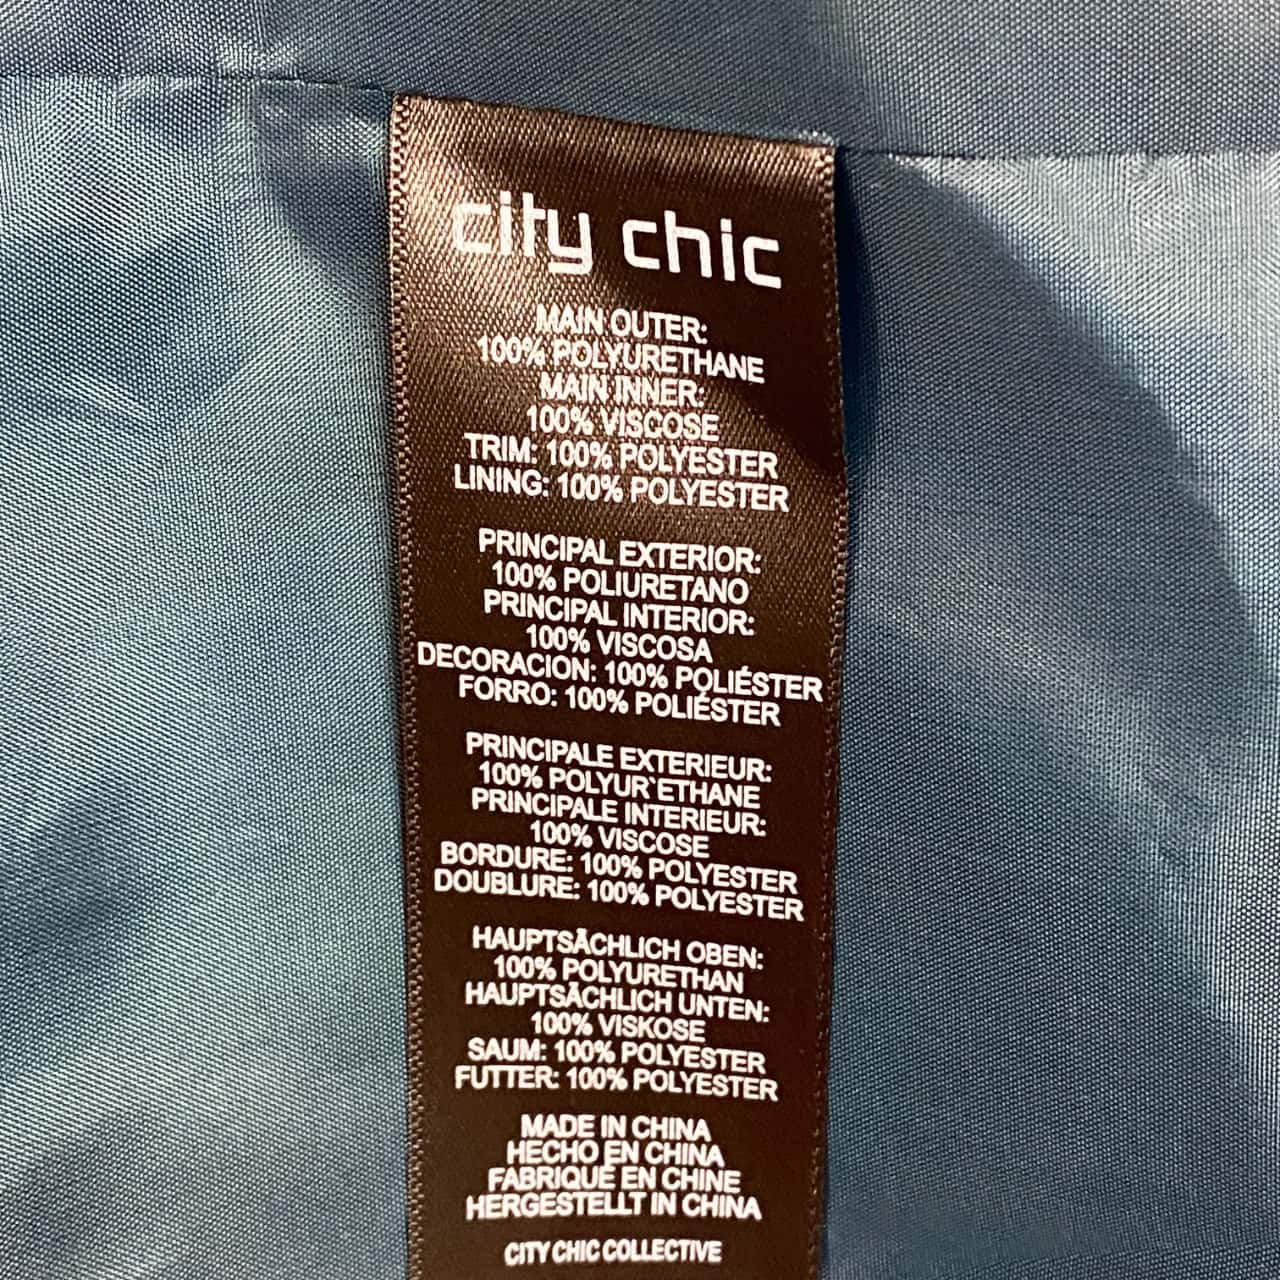 city chic
MAIN OUTER:
100% POLYURETHANE
MAIN INNER:
100% VISCOSE
TRIM: 100% POLYESTER
LINING: 100% POLYESTER
PRINCIPAL EXTERIOR:
100% POLIURETANO
PRINCIPAL INTERIOR:
100% VISCOSA
DECORACION: 100% POLIÉSTER
FORRO: 100% POLIÉSTER
PRINCIPALE EXTERIEUR:
100% POLYUR`ETHANE
PRINCIPALE INTERIEUR:
100% VISCOSE
BORDURE: 100% POLYESTER
DOUBLURE: 100% POLYESTER
HAUPTSÄCHLICH OBEN:
100% POLYURETHAN
HAUPTSÄCHLICH UNTEN:
100% VISKOSE
SAUM: 100% POLYESTER
FUTTER: 100% POLYESTER
MADE IN CHINA
HECHO EN CHINA
FABRIQUÉ EN CHINE
HERGESTELLT IN CHINA
CITY CHIC COLLECTIVE